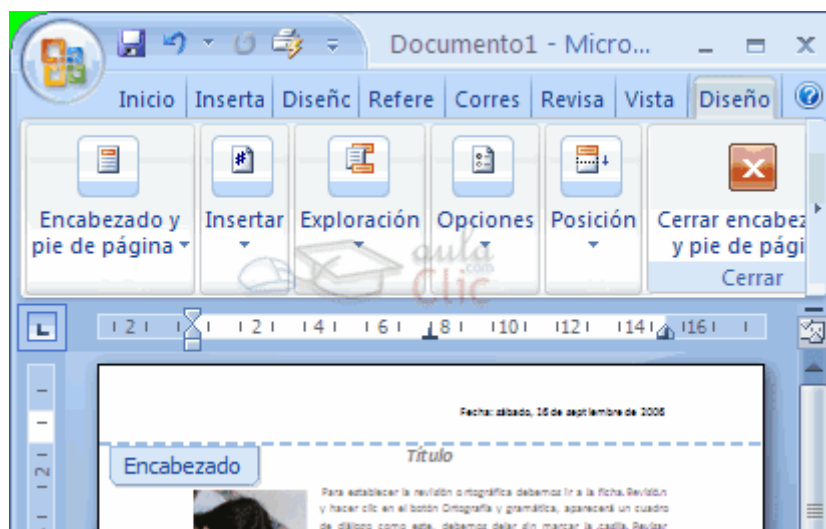 Documento1 - Micro...
Inicio Inserta Diseñc Refere Corres Revisa Vista Diseño
Encabezado y pie de página
Insertar
Exploración
Opciones
Posición
Cerrar encabez
y pie de pági
Cerrar
aula
Clic
.com
2 2 4 6 8 10 12 14 16
Fecha: sábado, 16 de septiembre de 2006
Encabezado
Título
2
Para establecer la revisión ortográfica debemos ir a la ficha Revisión
y hacer clic en el botón Ortografía y gramática, aparecerá un cuadro
de diálogo como este, debemos dejar sin marcar la casilla Revisar